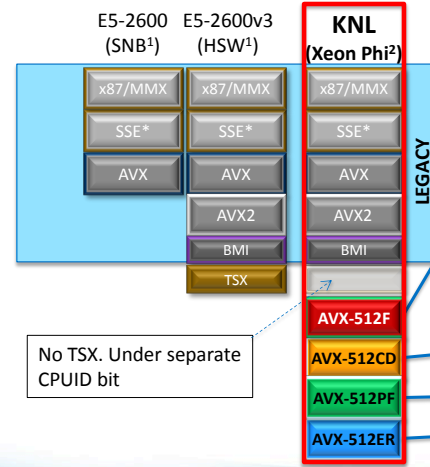 E5-2600 E5-2600v3 KNL
(SNB¹) (HSW¹) (Xeon Phi²)
x87/MMX x87/MMX x87/MMX
SSE* SSE* SSE*
AVX AVX AVX
AVX2 AVX2
BMI BMI
LEGACY
TSX
AVX-512F
No TSX. Under separate
CPUID bit
AVX-512CD
AVX-512PF
AVX-512ER